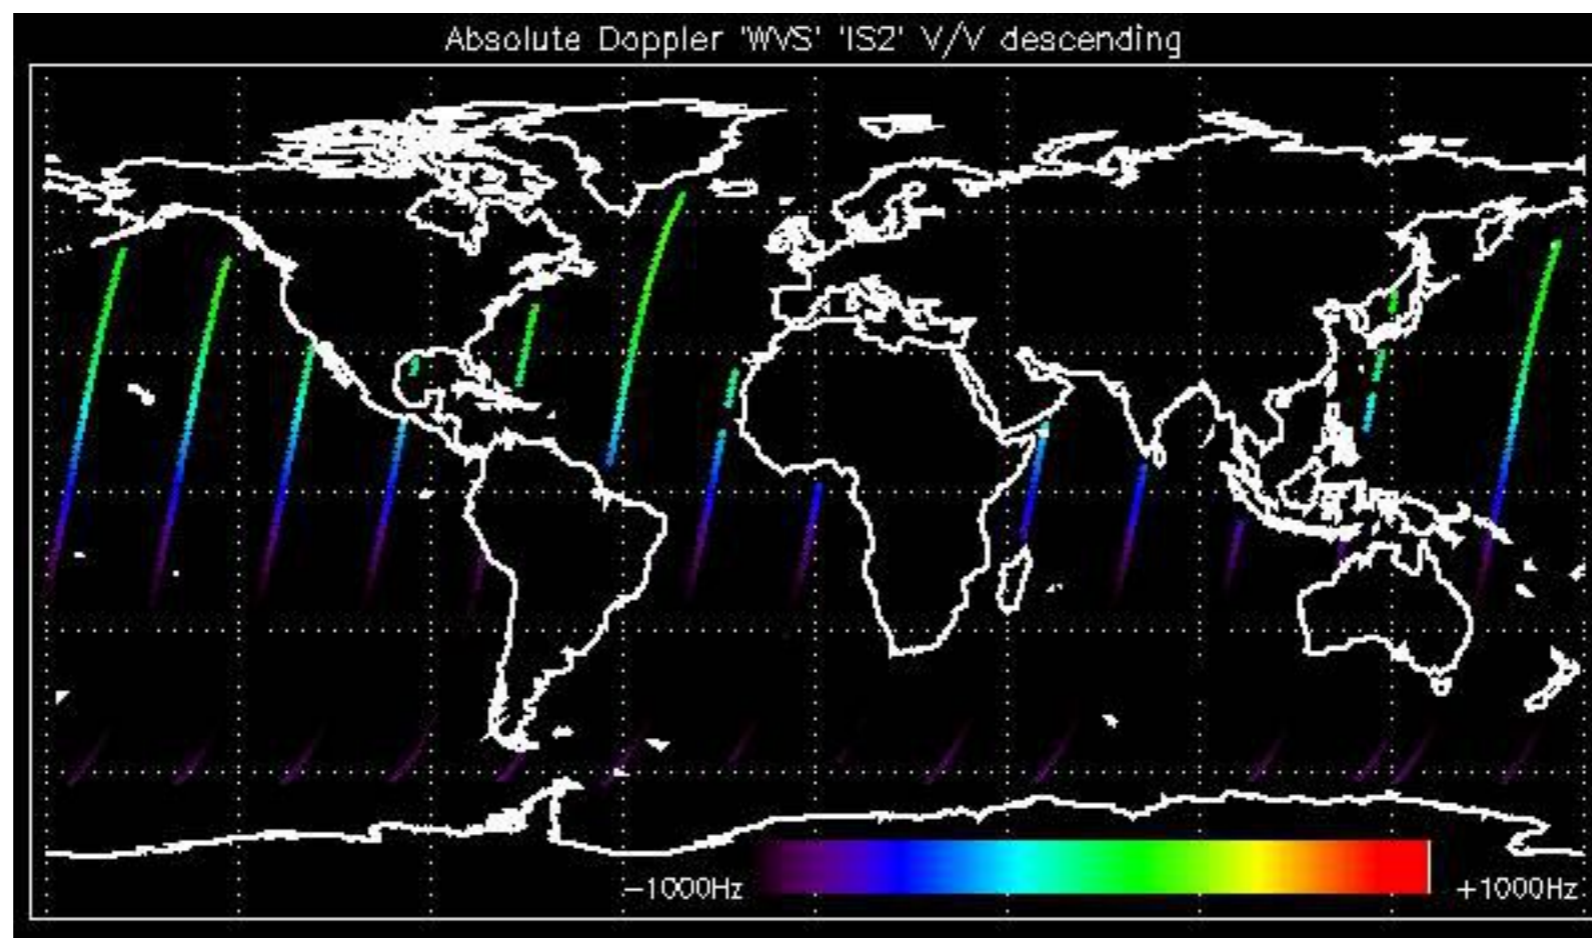 Absolute Doppler 'WVS' 'IS2' V/V descending
-1000Hz
+1000Hz